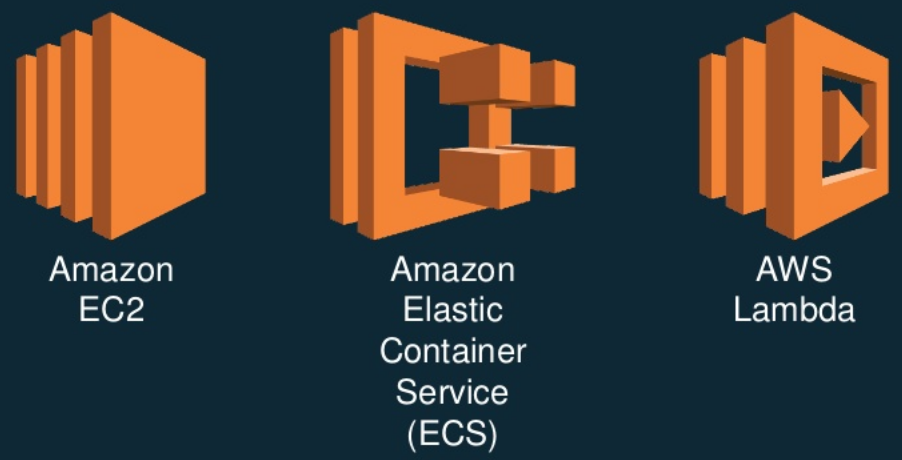 Amazon
EC2
Amazon
Elastic
Container
Service
(ECS)
AWS
Lambda